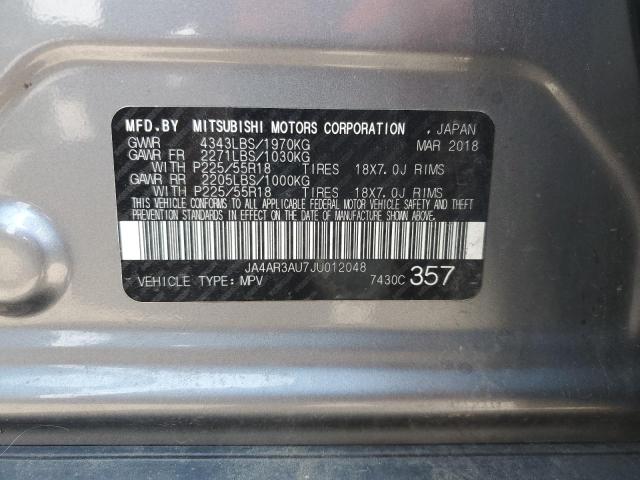 MFD.BY MITSUBISHI MOTORS CORPORATION , JAPAN
GVWR 4343LBS/1970KG MAR 2018
GAWR FR 2271LBS/1030KG
WITH P225/55R18 TIRES 18X7.0J RIMS
GAWR RR 2205LBS/1000KG
WITH P225/55R18 TIRES 18X7.0J RIMS
THIS VEHICLE CONFORMS TO ALL APPLICABLE FEDERAL MOTOR VEHICLE SAFETY AND THEFT
PREVENTION STANDARDS IN EFFECT ON THE DATE OF MANUFACTURE SHOWN ABOVE.
JA4AR3AU7JU012048
VEHICLE TYPE: MPV 7430C 357